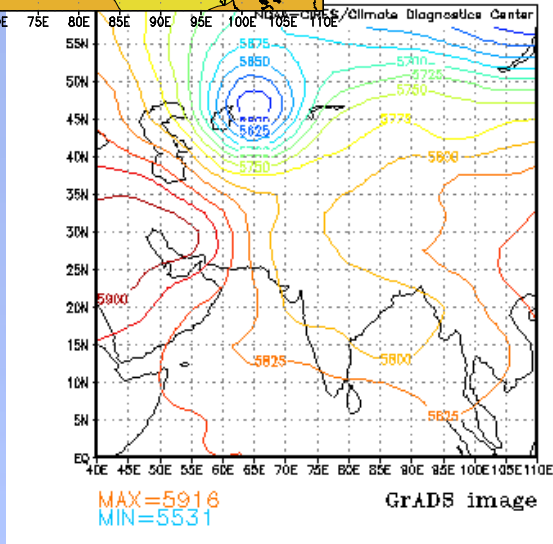 0E 75E 80E 85E 90E 95E 100E 105E 110E
NOAA-CIRES/Climate Diagnostics Center
55N
50N
45N
40N
35N
30N
25N
20N
15N
10N
5N
EQ
5675
5650
5625
5750
5700
5725
5750
5775
5800
5900
5825
5800
5825
40E 45E 50E 55E 60E 65E 70E 75E 80E 85E 90E 95E 100E 105E 110E
MAX=5916
MIN=5531
GrADS image